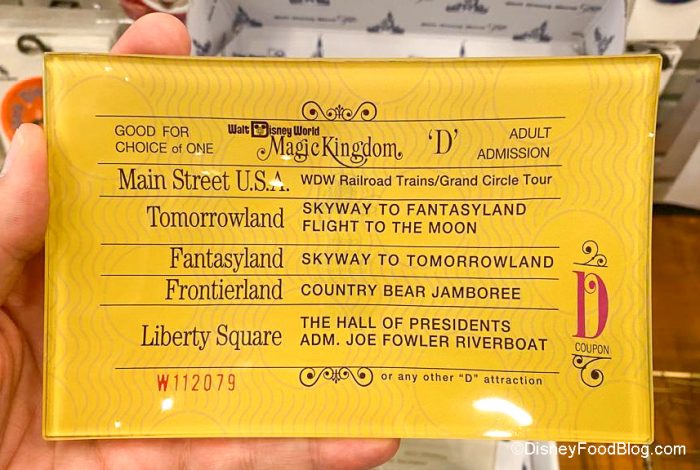 GOOD FOR
CHOICE of ONE
Walt Disney World
Magic Kingdom
'D'
ADULT
ADMISSION
Main Street U.S.A. WDW Railroad Trains/Grand Circle Tour
Tomorrowland SKYWAY TO FANTASYLAND
FLIGHT TO THE MOON
Fantasyland SKYWAY TO TOMORROWLAND
Frontierland COUNTRY BEAR JAMBOREE
Liberty Square THE HALL OF PRESIDENTS
ADM. JOE FOWLER RIVERBOAT
D
COUPON
W112079 or any other "D" attraction
©DisneyFoodBlog.com